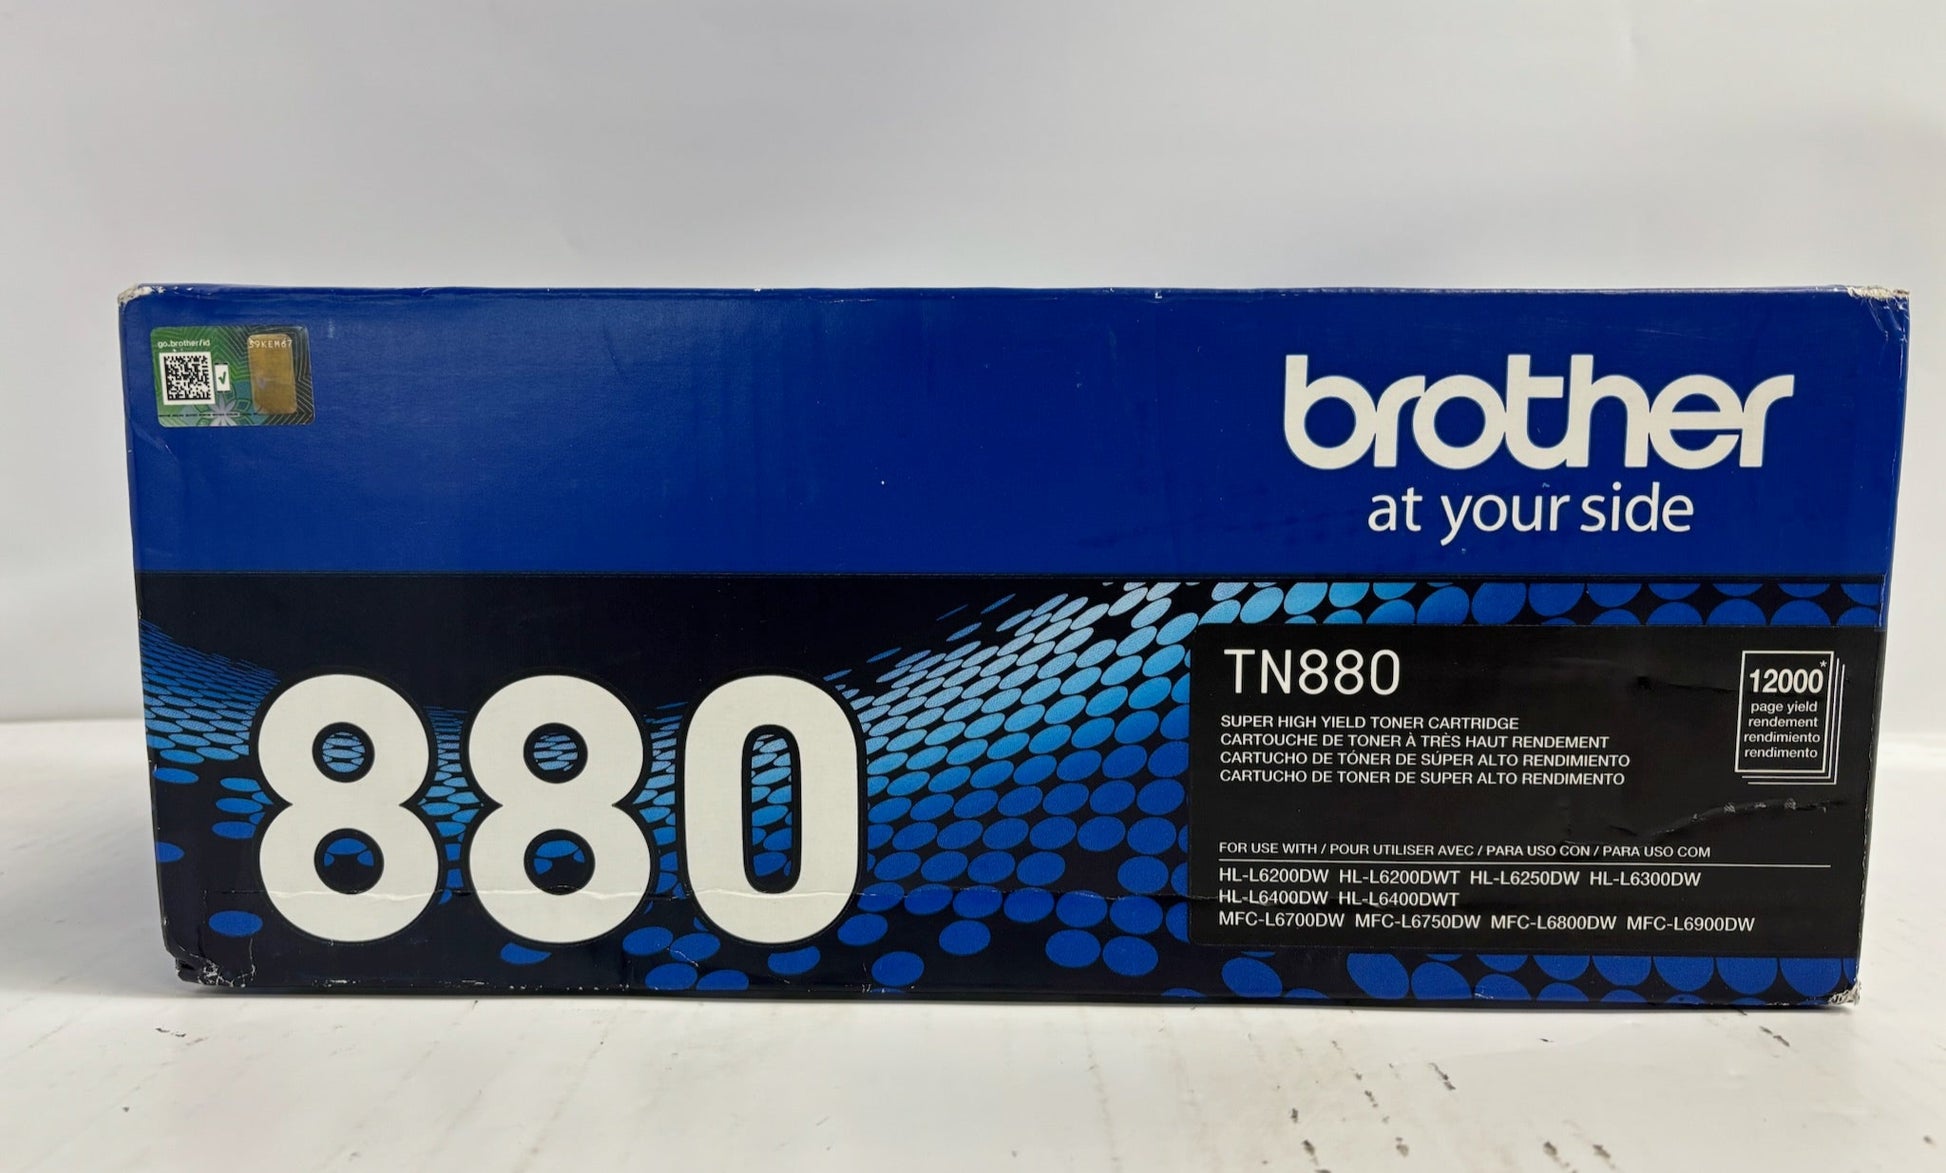 go.brother/id
brother
at your side
880
TN880
SUPER HIGH YIELD TONER CARTRIDGE
CARTOUCHE DE TONER À TRÈS HAUT RENDEMENT
CARTUCHO DE TÓNER DE SÚPER ALTO RENDIMIENTO
CARTUCHO DE TONER DE SUPER ALTO RENDIMENTO
12000*
page yield
rendement
rendimiento
rendimento
FOR USE WITH / POUR UTILISER AVEC / PARA USO CON / PARA USO COM
HL-L6200DW HL-L6200DWT HL-L6250DW HL-L6300DW
HL-L6400DW HL-L6400DWT
MFC-L6700DW MFC-L6750DW MFC-L6800DW MFC-L6900DW